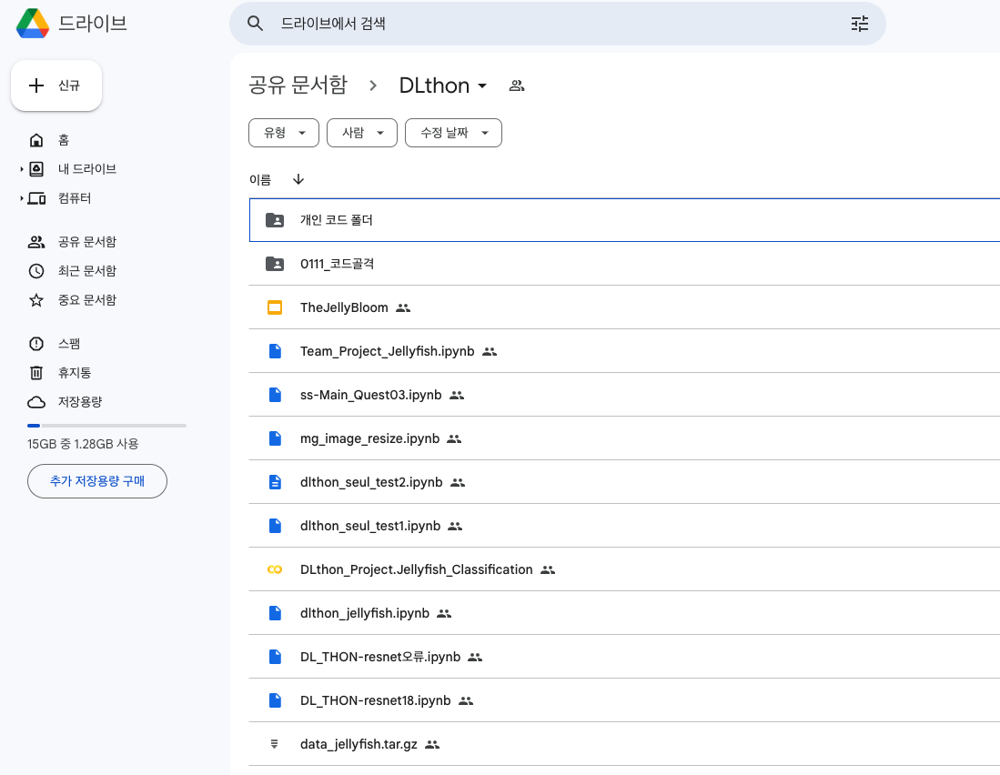 드라이브
드라이브에서 검색
신규
홈
내 드라이브
컴퓨터
공유 문서함
최근 문서함
중요 문서함
스팸
휴지통
저장용량
15GB 중 1.28GB 사용
추가 저장용량 구매
공유 문서함 > DLthon
유형 사람 수정 날짜
이름
개인 코드 폴더
0111_코드골격
TheJellyBloom
Team_Project_Jellyfish.ipynb
ss-Main_Quest03.ipynb
mg_image_resize.ipynb
dlthon_seul_test2.ipynb
dlthon_seul_test1.ipynb
DLthon_Project.Jellyfish_Classification
dlthon_jellyfish.ipynb
DL_THON-resnet오류.ipynb
DL_THON-resnet18.ipynb
data_jellyfish.tar.gz